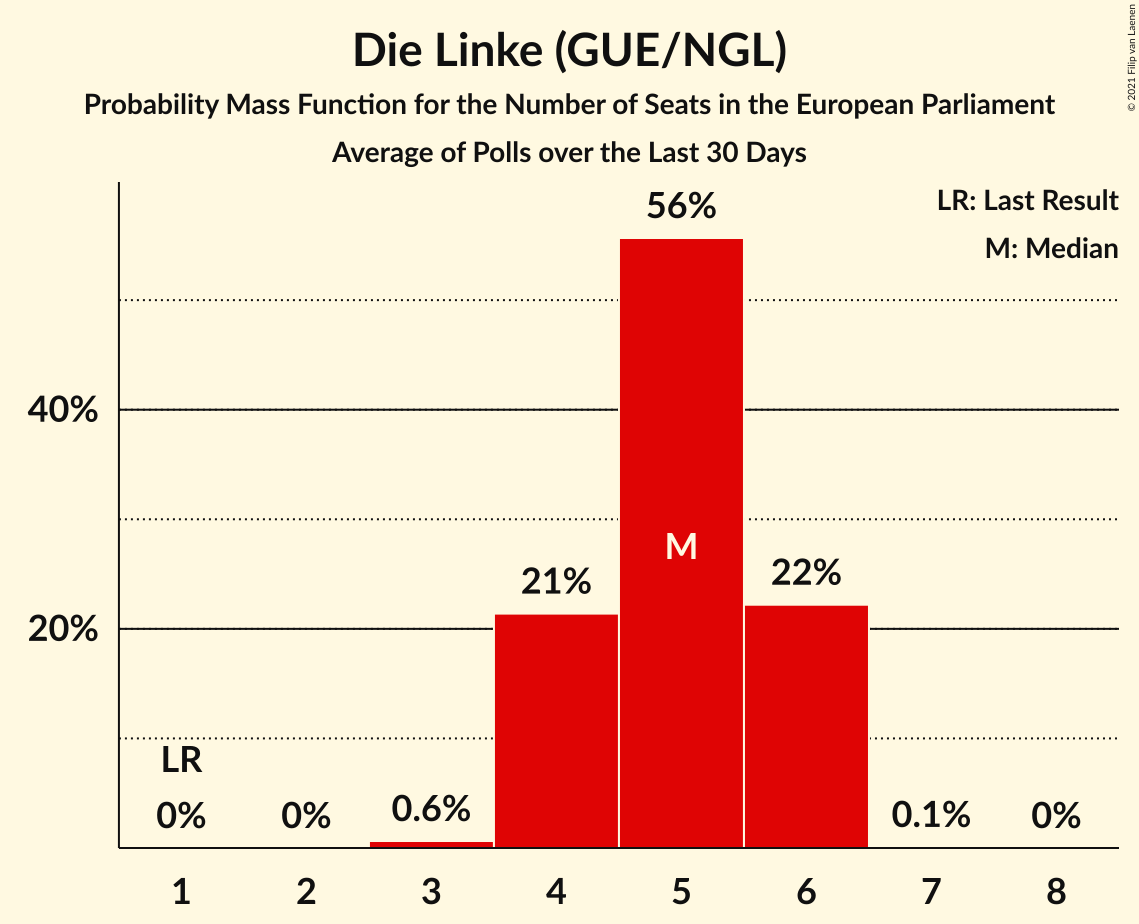 Die Linke (GUE/NGL)
Probability Mass Function for the Number of Seats in the European Parliament
Average of Polls over the Last 30 Days
© 2021 Filip van Laenen
LR: Last Result
M: Median
56%
40%
M
21%
22%
20%
LR
0%
0%
0.6%
0.1%
0%
1 2 3 4 5 6 7 8